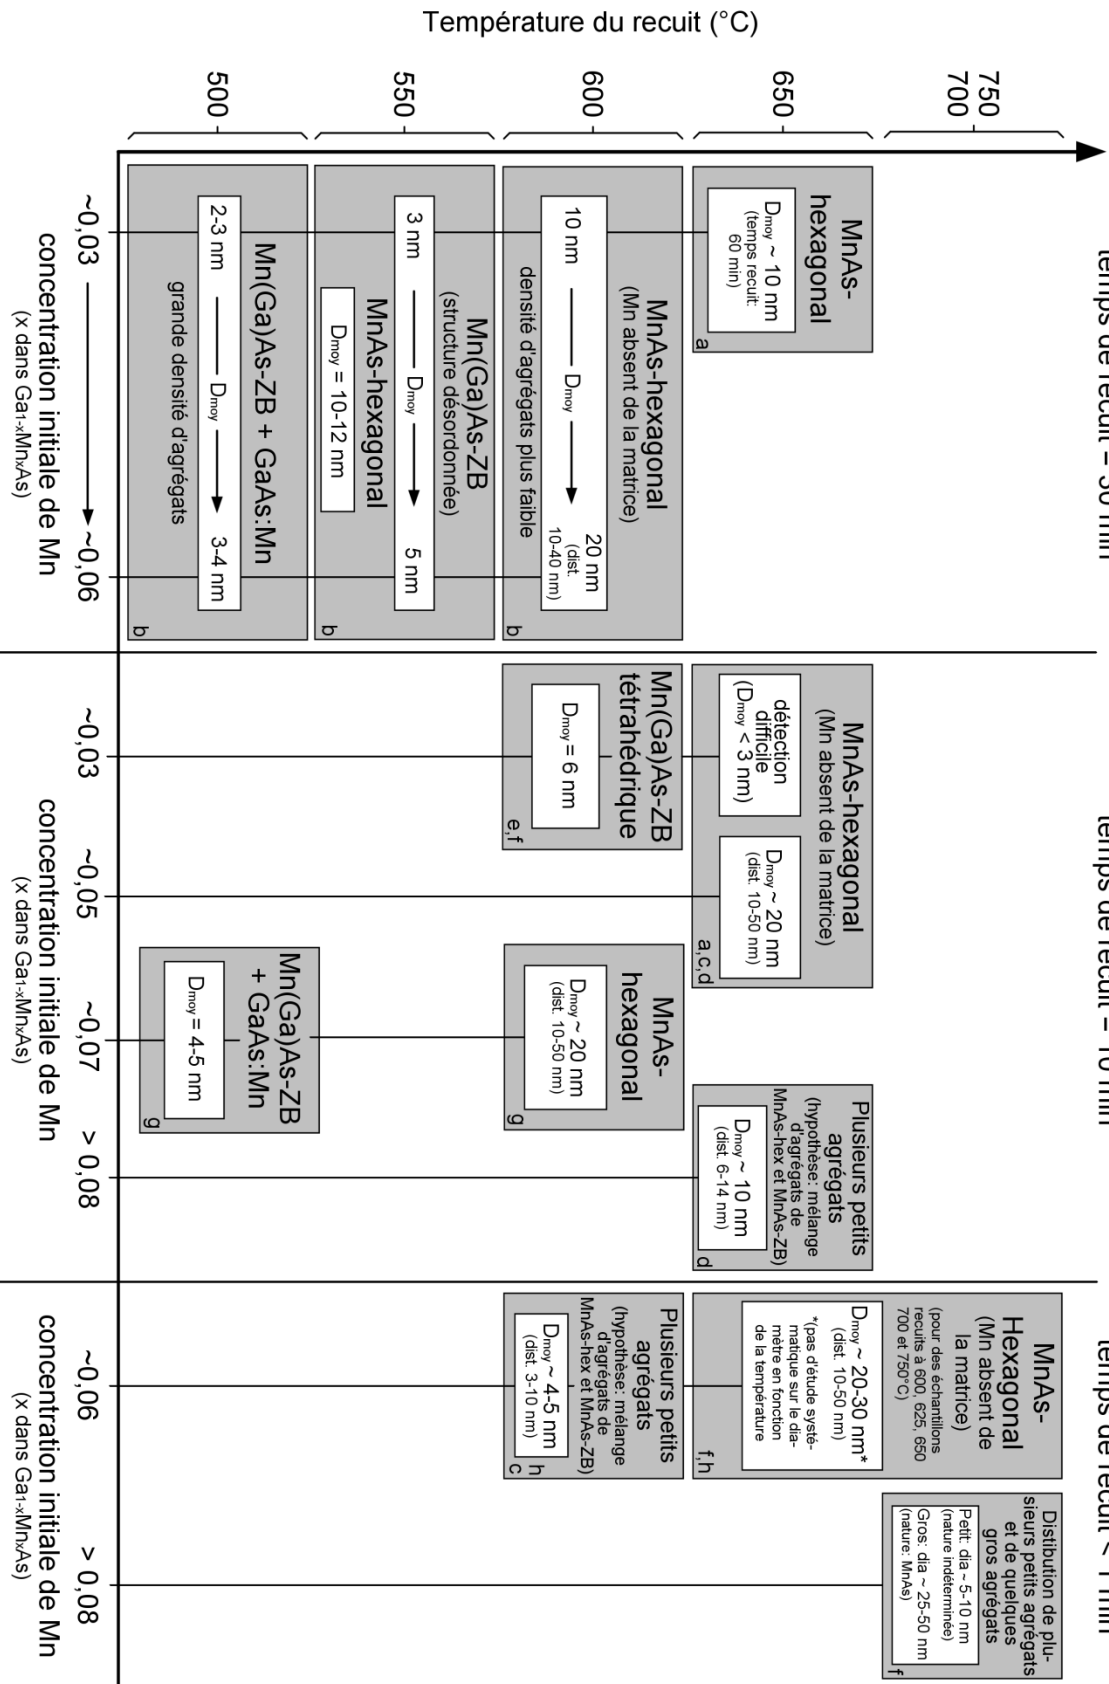 Température du recuit (°C)
500
550
600
650
700
750
temps de recuit = 30 min
MnAs-
hexagonal
Dmoy ~ 10 nm
(temps recuit:
60 min)
a
MnAs-hexagonal
(Mn absent de la matrice)
10 nm
Dmoy
20 nm
(dist.
10-40 nm)
densité d'agrégats plus faible
b
Mn(Ga)As-ZB
(structure désordonnée)
3 nm
Dmoy
5 nm
MnAs-hexagonal
Dmoy = 10-12 nm
b
Mn(Ga)As-ZB + GaAs:Mn
2-3 nm
Dmoy
3-4 nm
grande densité d'agrégats
b
~0,03
~0,06
concentration initiale de Mn
(x dans Ga1-xMnxAs)
temps de recuit = 10 min
MnAs-hexagonal
(Mn absent de la matrice)
détection
difficile
(Dmoy < 3 nm)
Dmoy ~ 20 nm
(dist. 10-50 nm)
a,c,d
Plusieurs petits
agrégats
(hypothèse: mélange
d'agrégats de
MnAs-hex et MnAs-ZB)
Dmoy ~ 10 nm
(dist. 6-14 nm)
d
Mn(Ga)As-ZB
tétrahédrique
Dmoy = 6 nm
e,f
MnAs-
hexagonal
Dmoy ~ 20 nm
(dist. 10-50 nm)
g
Mn(Ga)As-ZB
+ GaAs:Mn
Dmoy = 4-5 nm
g
~0,03
~0,05
~0,07
> 0,08
concentration initiale de Mn
(x dans Ga1-xMnxAs)
temps de recuit < 1 min
MnAs-
Hexagonal
(Mn absent de
la matrice)
(pour des échantillons
recuits à 600, 625, 650
700 et 750°C)
Dmoy ~ 20-30 nm*
(dist. 10-50 nm)
*(pas d'étude systé-
matique sur le dia-
mètre en fonction
de la température
f,h
Distibution de plu-
sieurs petits agrégats
et de quelques
gros agrégats
Petit: dia ~ 5-10 nm
(nature indéterminée)
Gros: dia ~ 25-50 nm
(nature: MnAs)
f
Plusieurs petits
agrégats
(hypothèse: mélange
d'agrégats de
MnAs-hex et MnAs-ZB)
Dmoy ~ 4-5 nm
(dist. 3-10 nm)
h
c
~0,06
> 0,08
concentration initiale de Mn
(x dans Ga1-xMnxAs)